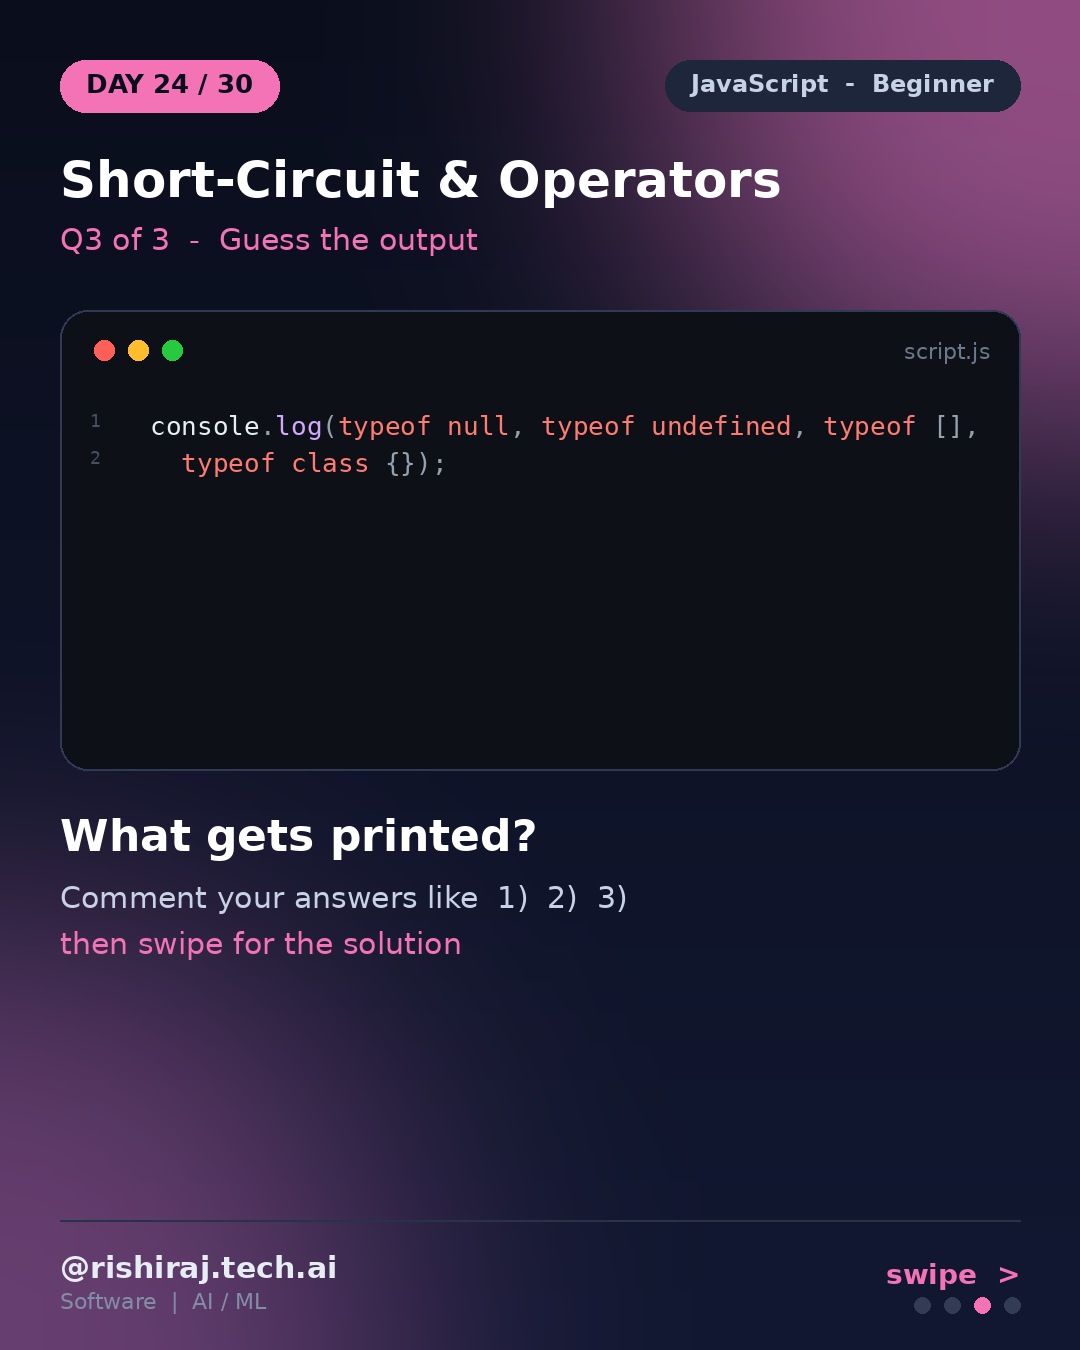 DAY 24 / 30
JavaScript - Beginner
Short-Circuit & Operators
Q3 of 3 - Guess the output
script.js
1 console.log(typeof null, typeof undefined, typeof [],
2 typeof class {});
What gets printed?
Comment your answers like 1) 2) 3)
then swipe for the solution
@rishiraj.tech.ai
Software | AI / ML
swipe >